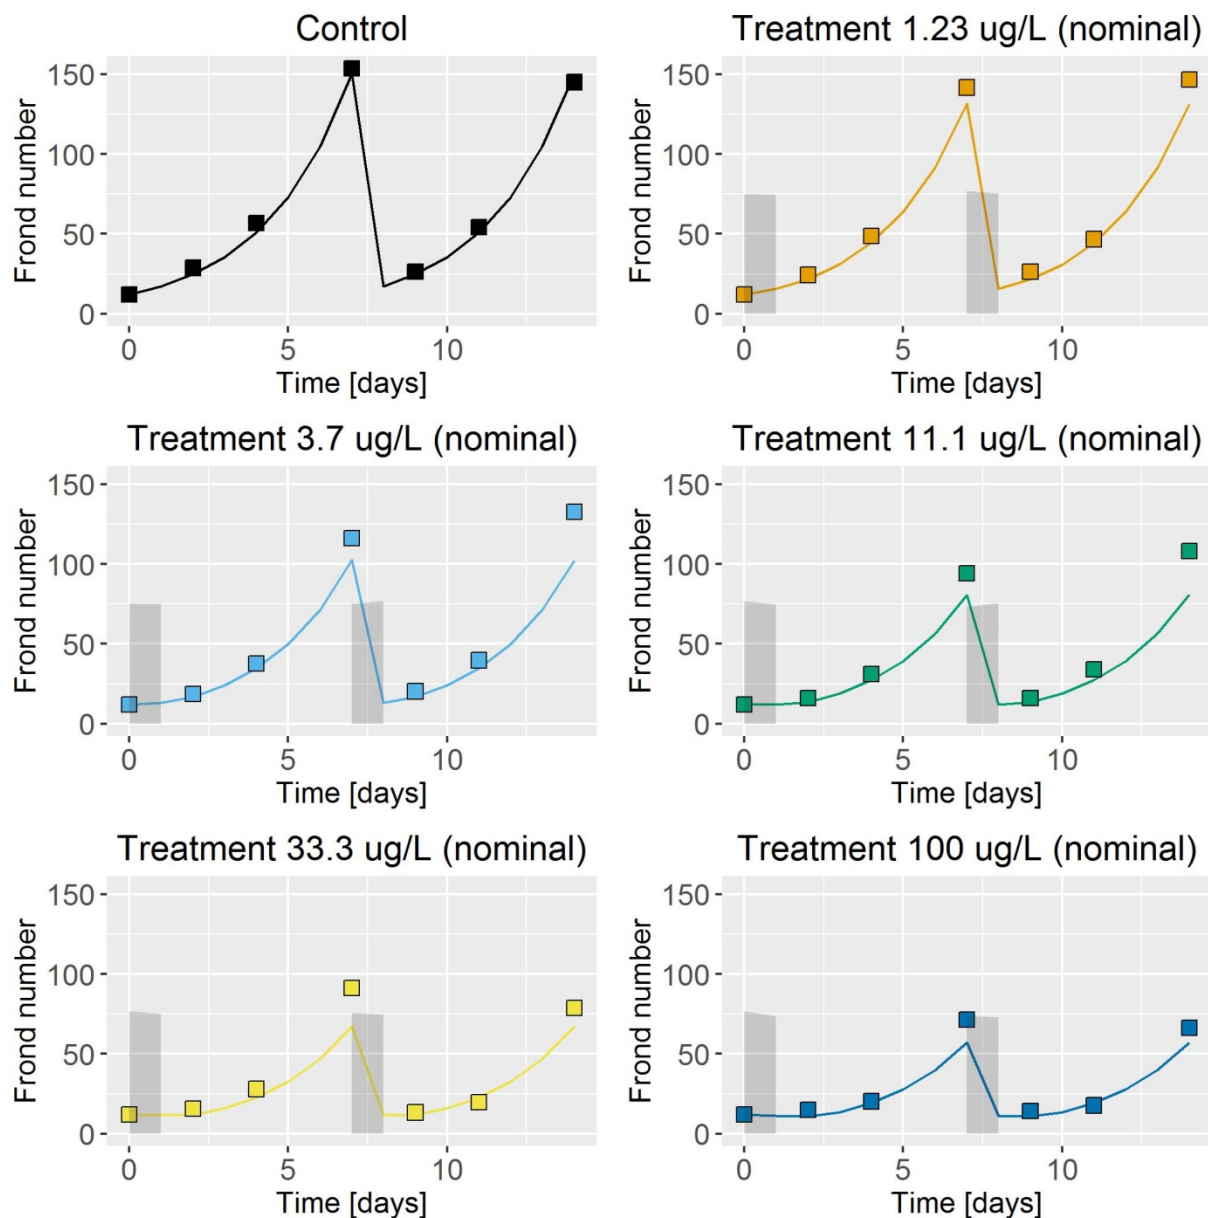 Control
Frond number
150
100
50
0
0 5 10
Time [days]
Treatment 1.23 ug/L (nominal)
Frond number
150
100
50
0
0 5 10
Time [days]
Treatment 3.7 ug/L (nominal)
Frond number
150
100
50
0
0 5 10
Time [days]
Treatment 11.1 ug/L (nominal)
Frond number
150
100
50
0
0 5 10
Time [days]
Treatment 33.3 ug/L (nominal)
Frond number
150
100
50
0
0 5 10
Time [days]
Treatment 100 ug/L (nominal)
Frond number
150
100
50
0
0 5 10
Time [days]